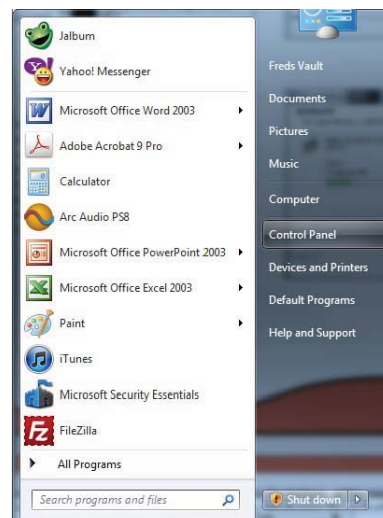 Jalbum
Yahoo! Messenger
Microsoft Office Word 2003
Adobe Acrobat 9 Pro
Calculator
Arc Audio PS8
Microsoft Office PowerPoint 2003
Microsoft Office Excel 2003
Paint
iTunes
Microsoft Security Essentials
FileZilla
All Programs
Search programs and files
Freds Vault
Documents
Pictures
Music
Computer
Control Panel
Devices and Printers
Default Programs
Help and Support
Shut down